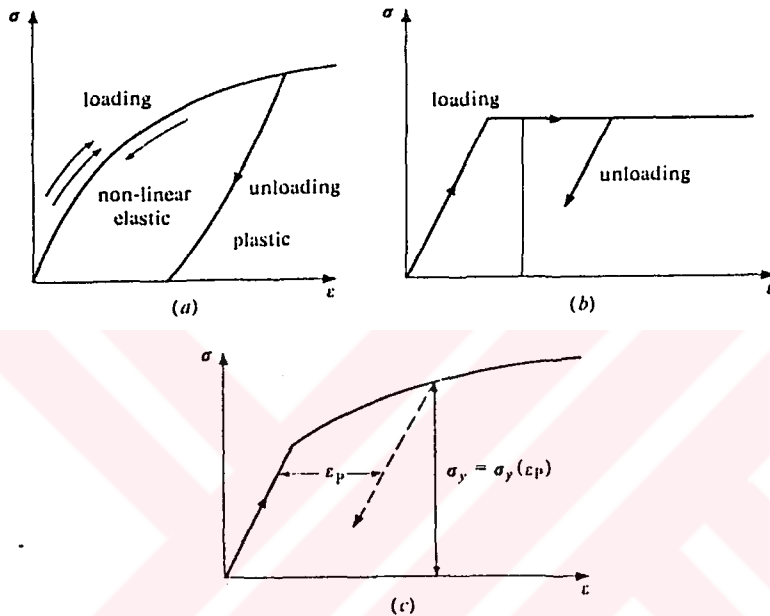 σ
loading
non-linear
elastic
unloading
plastic
ε
(a)
σ
loading
unloading
ε
(b)
σ
εp
σy = σy(εp)
ε
(c)